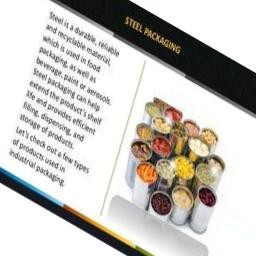 STEEL PACKAGING
Steel is a durable, reliable
and recyclable material,
which is used in food
packaging, as well as
beverage, paint or aerosols.
Steel packaging can help
extend the product's shelf
life and provides efficient
filling, dispensing, and
storage of products.
Let's check out a few types
of products used in
industrial packaging.